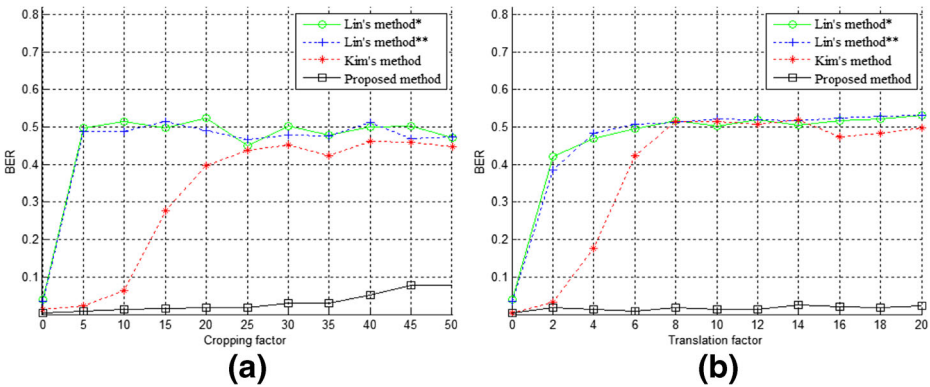 0.8
0.7
0.6
0.5
0.4
0.3
0.2
0.1
BER
Lin's method*
Lin's method**
Kim's method
Proposed method
0 5 10 15 20 25 30 35 40 45 50
Cropping factor
(a)
0.8
0.7
0.6
0.5
0.4
0.3
0.2
0.1
BER
Lin's method*
Lin's method**
Kim's method
Proposed method
0 2 4 6 8 10 12 14 16 18 20
Translation factor
(b)